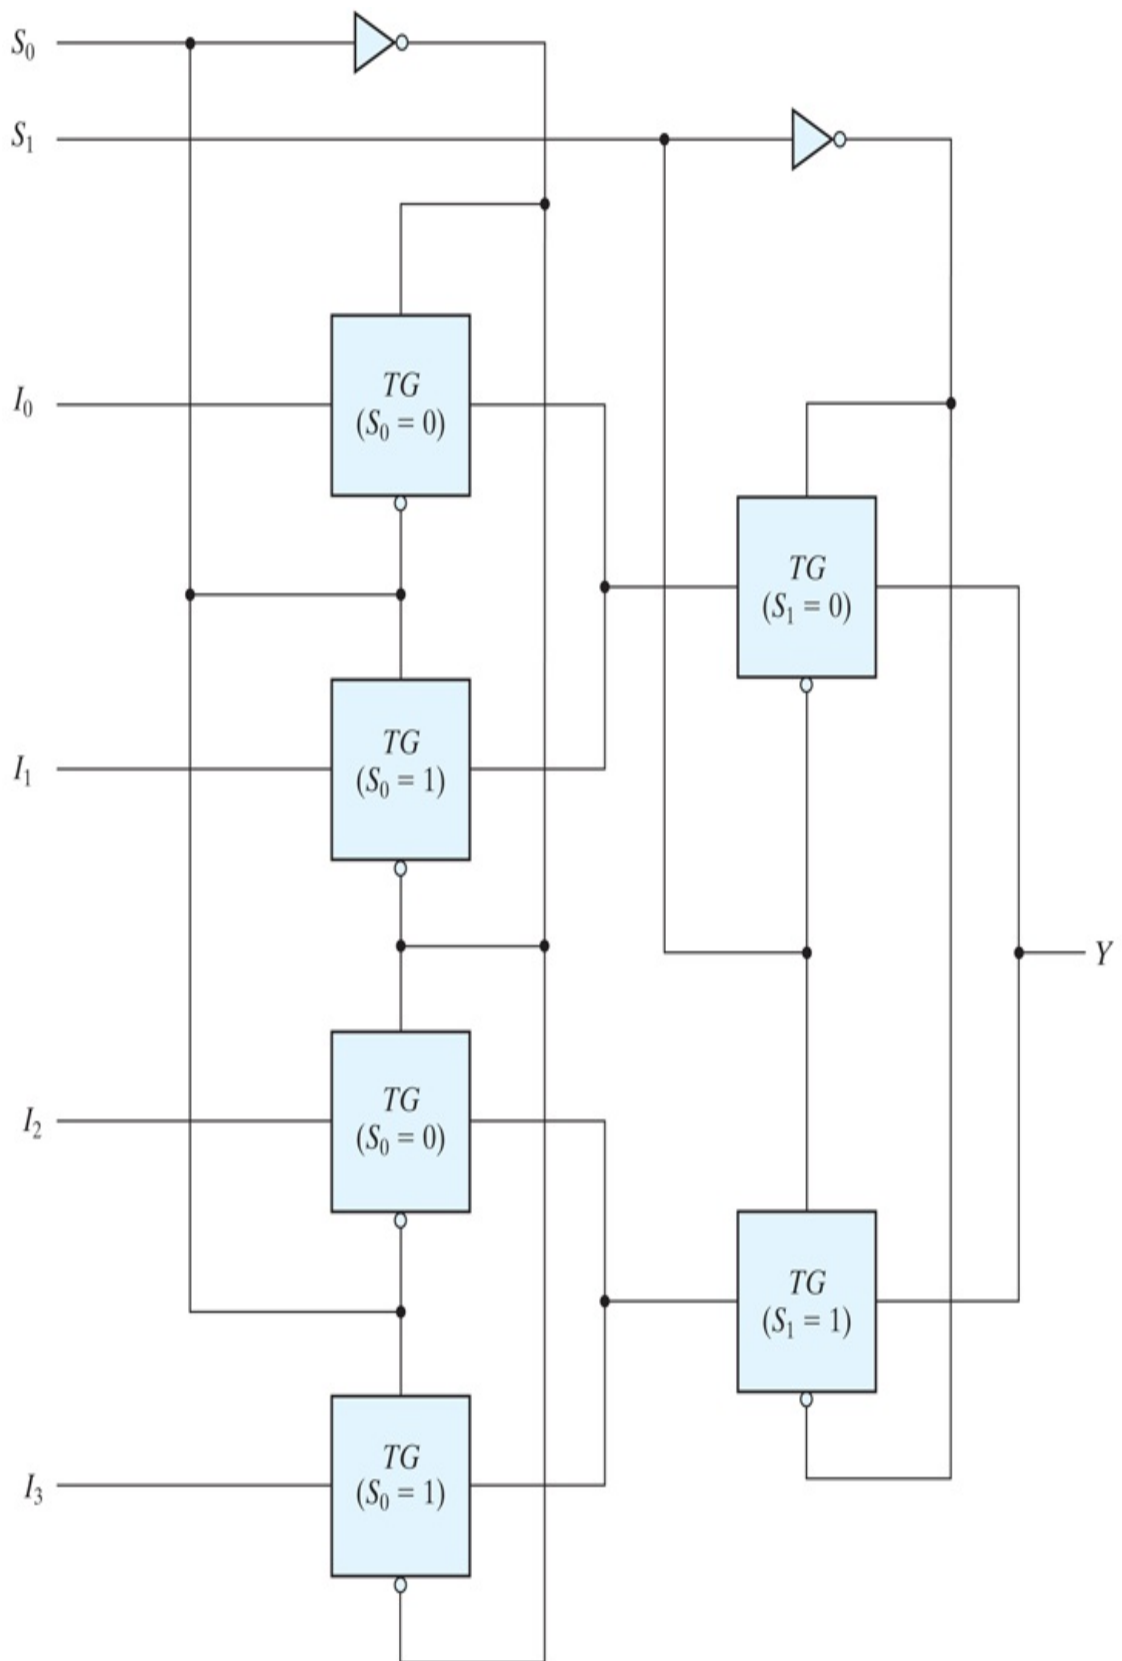 S₀
S₁
TG
(S₀ = 0)
I₀
TG
(S₁ = 0)
TG
(S₀ = 1)
I₁
Y
TG
(S₀ = 0)
I₂
TG
(S₁ = 1)
TG
(S₀ = 1)
I₃